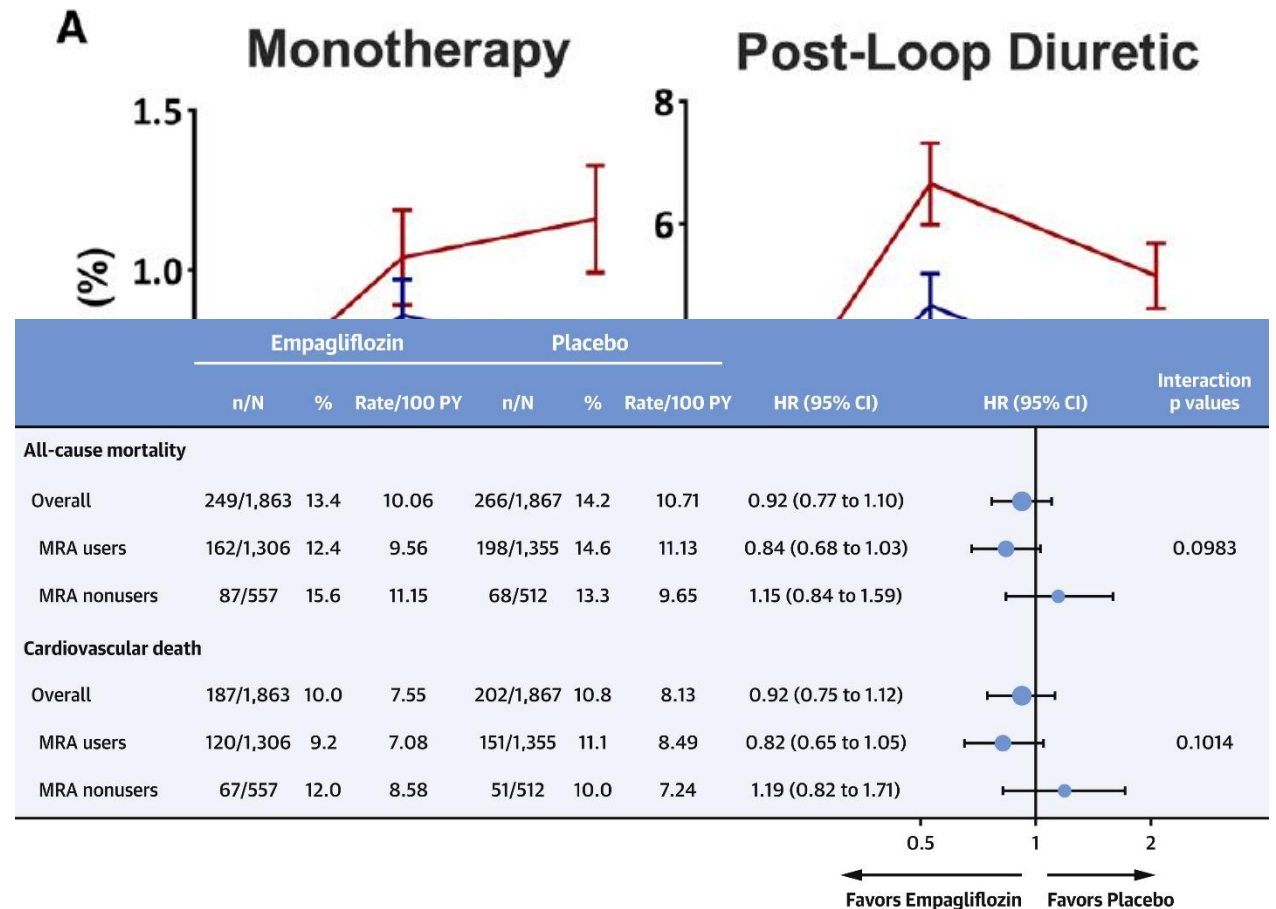 A
Monotherapy
Post-Loop Diuretic
1.5
1.0
(%)
8
6
Empagliflozin Placebo
n/N % Rate/100 PY n/N % Rate/100 PY HR (95% CI) HR (95% CI) Interaction p values
All-cause mortality
Overall 249/1,863 13.4 10.06 266/1,867 14.2 10.71 0.92 (0.77 to 1.10)
MRA users 162/1,306 12.4 9.56 198/1,355 14.6 11.13 0.84 (0.68 to 1.03) 0.0983
MRA nonusers 87/557 15.6 11.15 68/512 13.3 9.65 1.15 (0.84 to 1.59)
Cardiovascular death
Overall 187/1,863 10.0 7.55 202/1,867 10.8 8.13 0.92 (0.75 to 1.12)
MRA users 120/1,306 9.2 7.08 151/1,355 11.1 8.49 0.82 (0.65 to 1.05) 0.1014
MRA nonusers 67/557 12.0 8.58 51/512 10.0 7.24 1.19 (0.82 to 1.71)
0.5 1 2
Favors Empagliflozin Favors Placebo